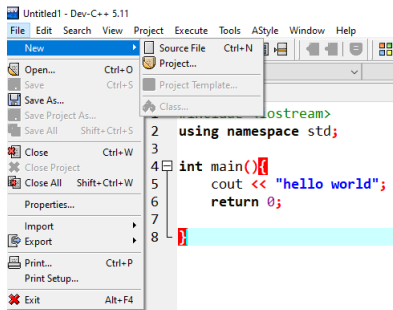 Untitled1 - Dev-C++ 5.11
File Edit Search View Project Execute Tools AStyle Window Help
New
Source File Ctrl+N
Project...
Project Template...
Class...
Open... Ctrl+O
Save Ctrl+S
Save As...
Save Project As...
Save All Shift+Ctrl+S
Close Ctrl+W
Close Project
Close All Shift+Ctrl+W
Properties...
Import
Export
Print... Ctrl+P
Print Setup...
Exit Alt+F4
2 using namespace std;
3
4 int main(){
5 cout << "hello world";
6 return 0;
7
8 }